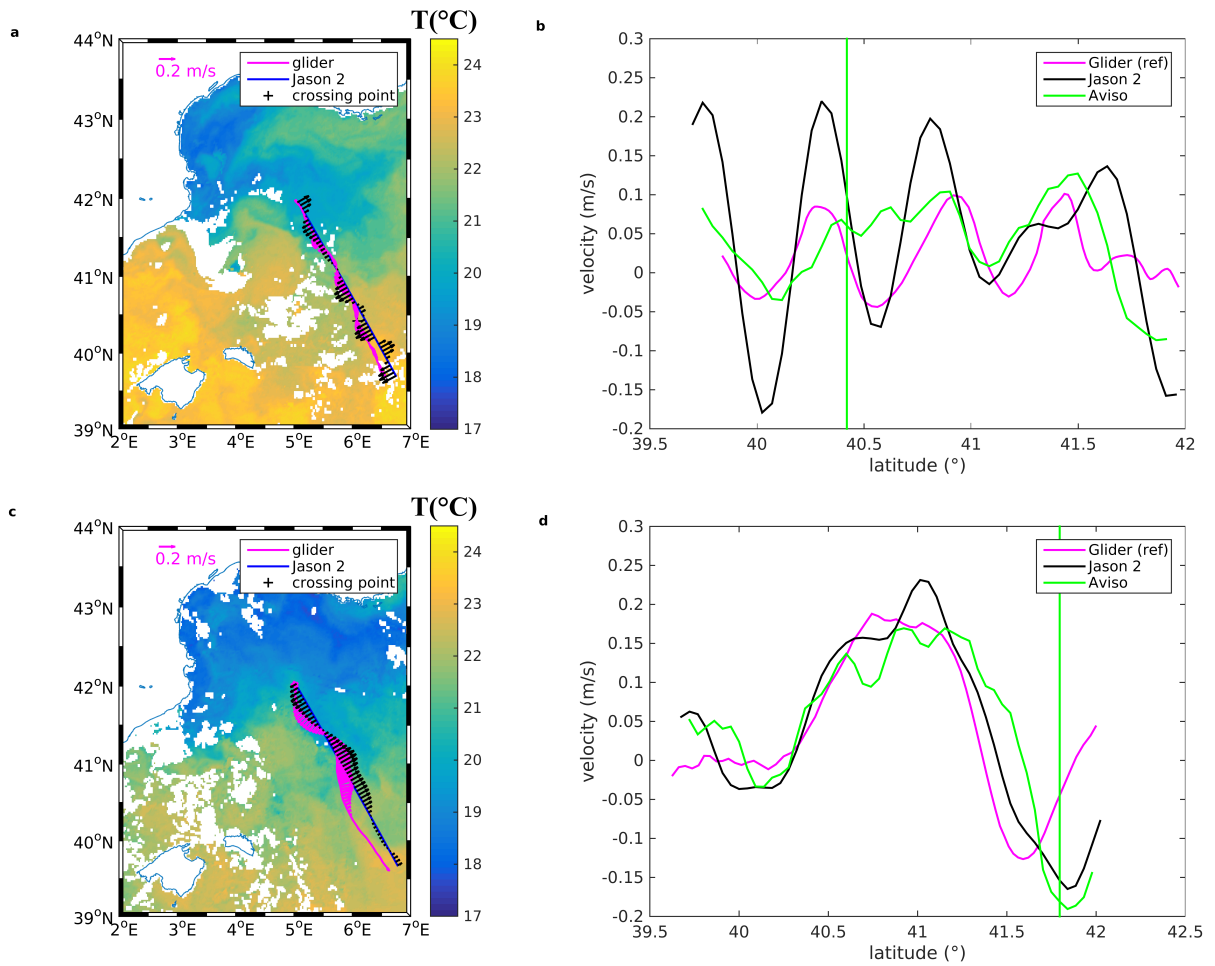 a
T(°C)
44°N
43°N
42°N
41°N
40°N
39°N
2°E 3°E 4°E 5°E 6°E 7°E
0.2 m/s
glider
Jason 2
crossing point
24
23
22
21
20
19
18
17
b
0.3
0.25
0.2
0.15
0.1
0.05
0
-0.05
-0.1
-0.15
-0.2
velocity (m/s)
39.5 40 40.5 41 41.5 42
latitude (°)
Glider (ref)
Jason 2
Aviso
c
T(°C)
44°N
43°N
42°N
41°N
40°N
39°N
2°E 3°E 4°E 5°E 6°E 7°E
0.2 m/s
glider
Jason 2
crossing point
24
23
22
21
20
19
18
17
d
0.3
0.25
0.2
0.15
0.1
0.05
0
-0.05
-0.1
-0.15
-0.2
velocity (m/s)
39.5 40 40.5 41 41.5 42 42.5
latitude (°)
Glider (ref)
Jason 2
Aviso